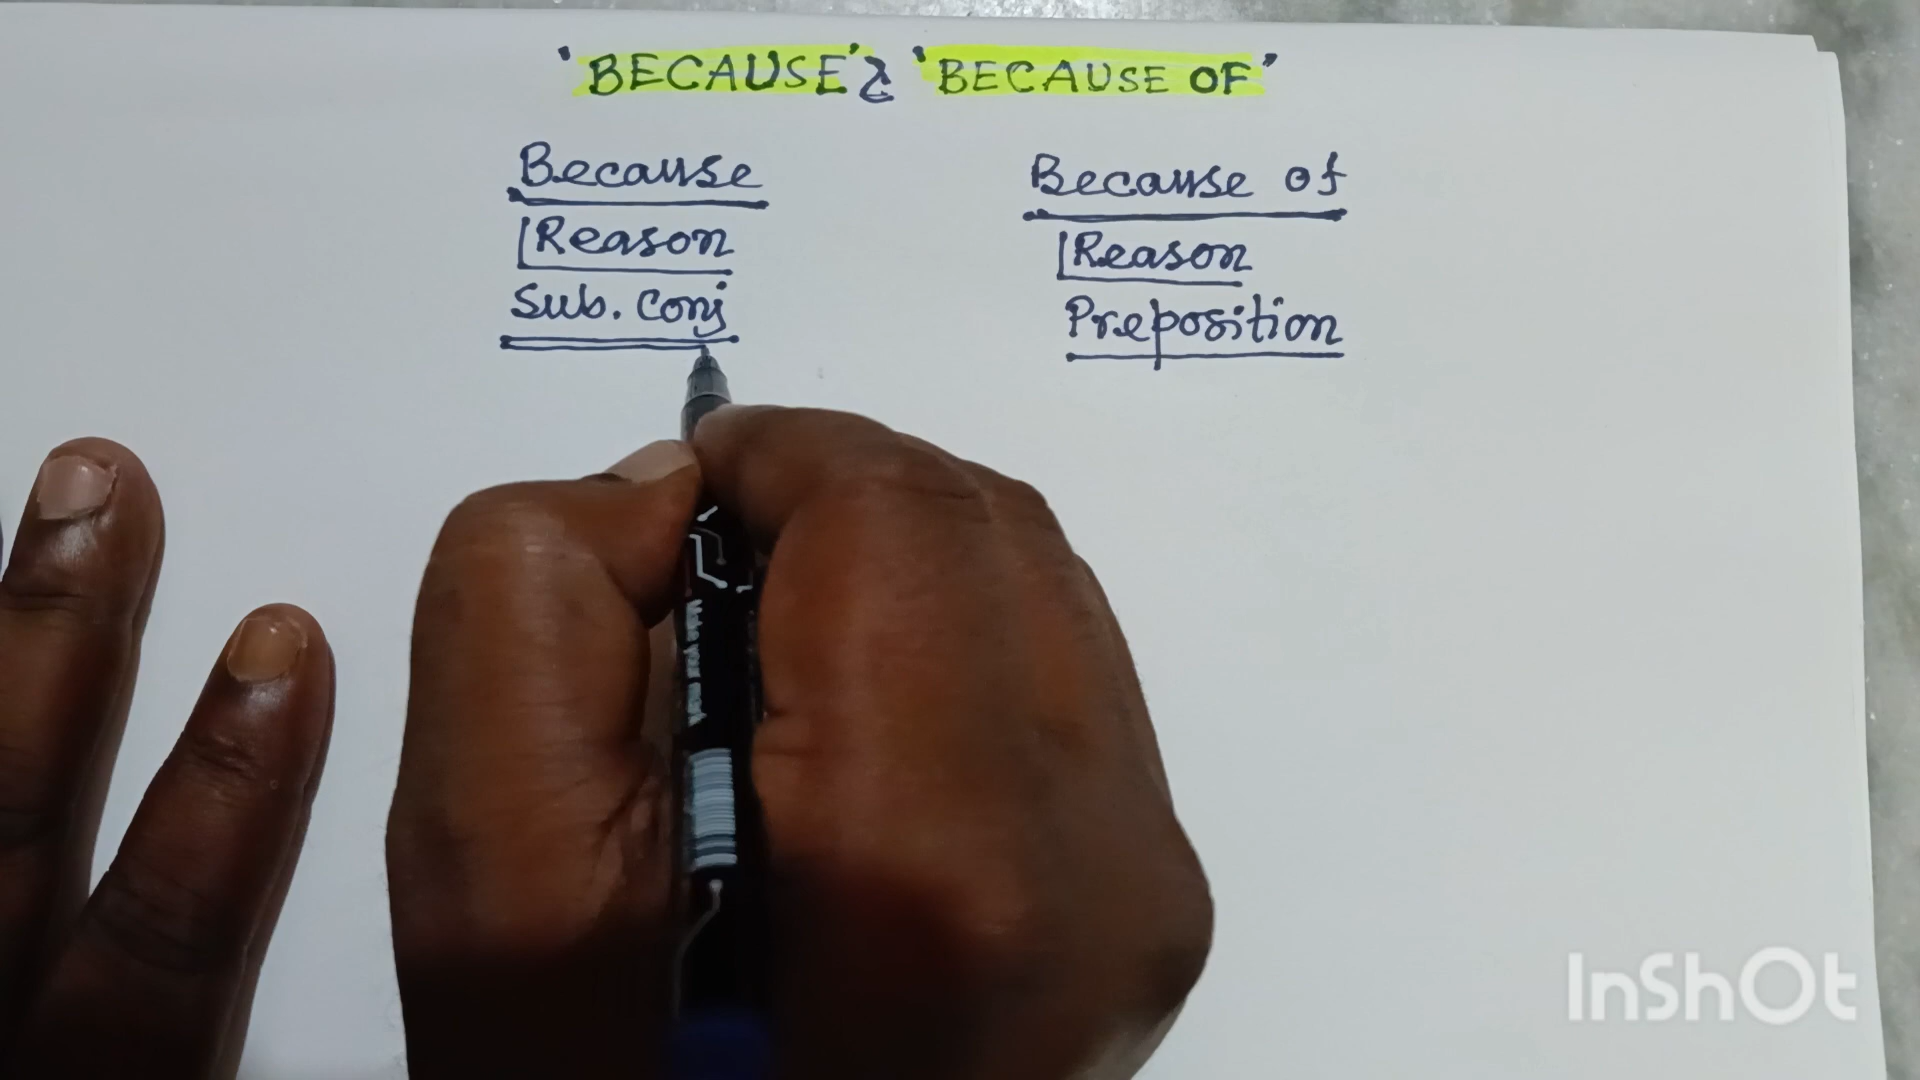 'BECAUSE' & 'BECAUSE OF'
Because
Reason
Sub. Conj
Because of
Reason
Preposition
InShOt